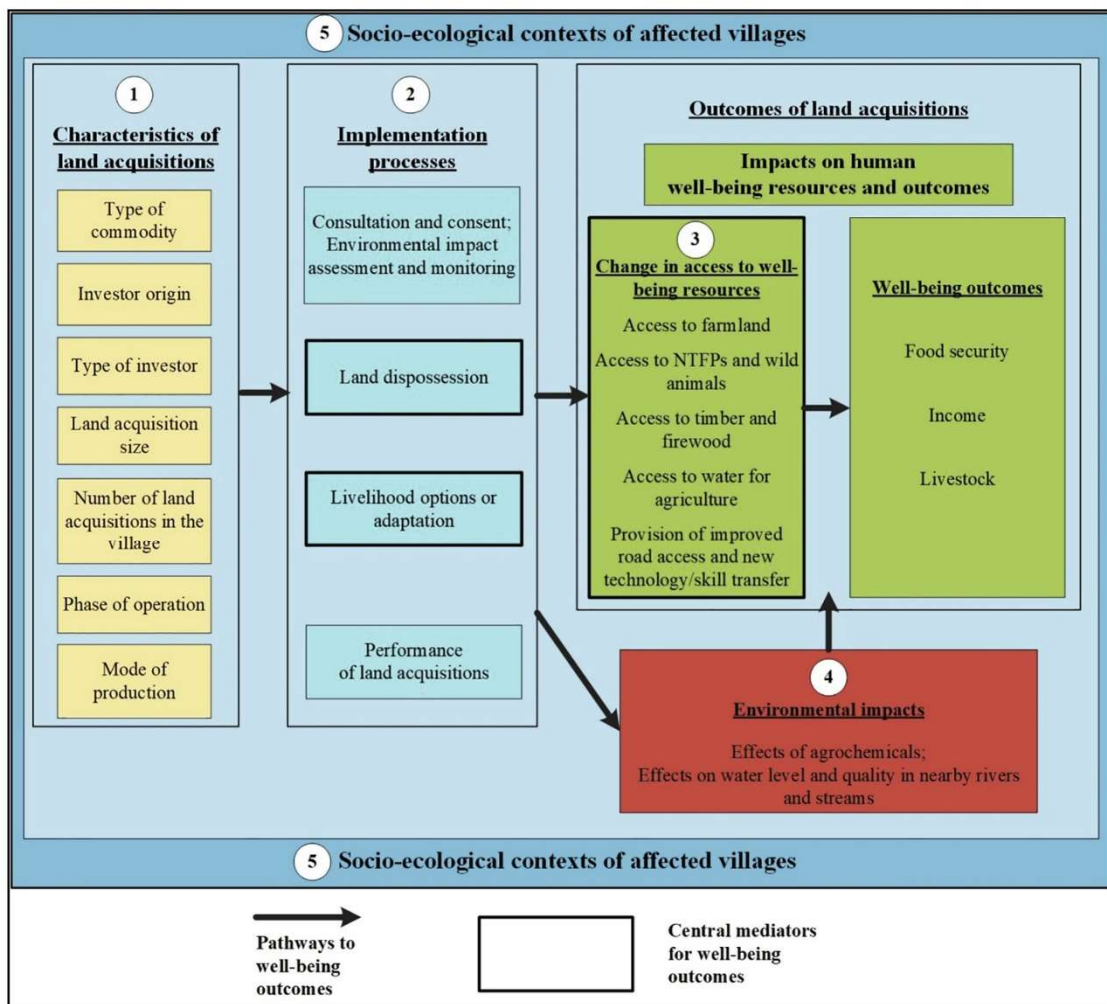 5 Socio-ecological contexts of affected villages
1
Characteristics of
land acquisitions
Type of
commodity
Investor origin
Type of investor
Land acquisition
size
Number of land
acquisitions in the
village
Phase of operation
Mode of
production
2
Implementation
processes
Consultation and consent;
Environmental impact
assessment and monitoring
Land dispossession
Livelihood options or
adaptation
Performance
of land acquisitions
Outcomes of land acquisitions
Impacts on human
well-being resources and outcomes
3
Change in access to well-
being resources
Access to farmland
Access to NTFPs and wild
animals
Access to timber and
firewood
Access to water for
agriculture
Provision of improved
road access and new
technology/skill transfer
Well-being outcomes
Food security
Income
Livestock
4
Environmental impacts
Effects of agrochemicals;
Effects on water level and quality in nearby rivers
and streams
5 Socio-ecological contexts of affected villages
Pathways to
well-being
outcomes
Central mediators
for well-being
outcomes